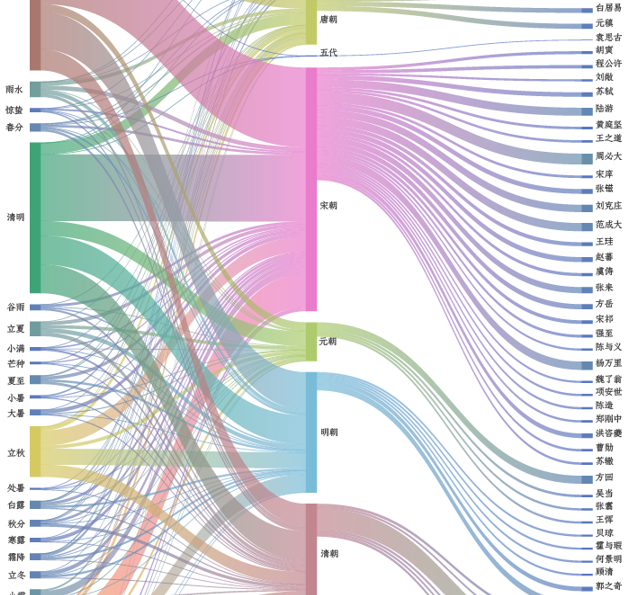 雨水
惊蛰
春分
清明
谷雨
立夏
小满
芒种
夏至
小暑
大暑
立秋
处暑
白露
秋分
寒露
霜降
立冬
唐朝
五代
宋朝
元朝
明朝
清朝
白居易
元稹
袁思古
胡寅
程公许
刘敞
苏轼
陆游
黄庭坚
王之道
周必大
宋庠
张镃
刘克庄
范成大
王珪
赵蕃
虞俦
张耒
方岳
宋祁
强至
陈与义
杨万里
魏了翁
项安世
陈造
郑刚中
洪咨夔
曹勋
苏辙
方回
吴当
张翥
王恽
贝琼
霍与瑕
何景明
顾清
郭之奇